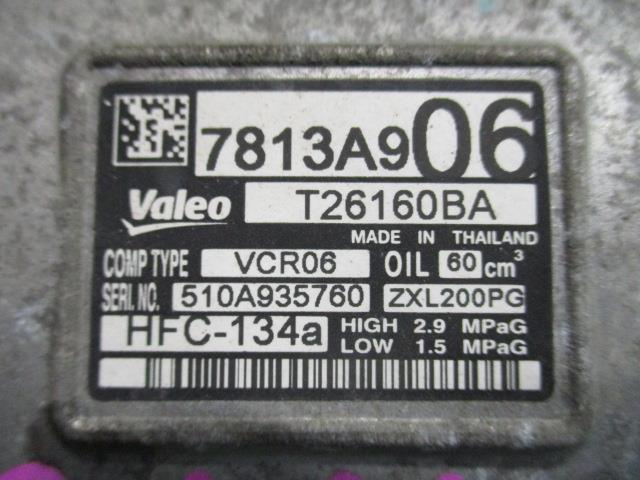 7813A906
Valeo T26160BA
MADE IN THAILAND
COMP TYPE VCR06 OIL 60 cm³
SERI. NO. 510A935760 ZXL200PG
HFC-134a HIGH 2.9 MPaG
LOW 1.5 MPaG